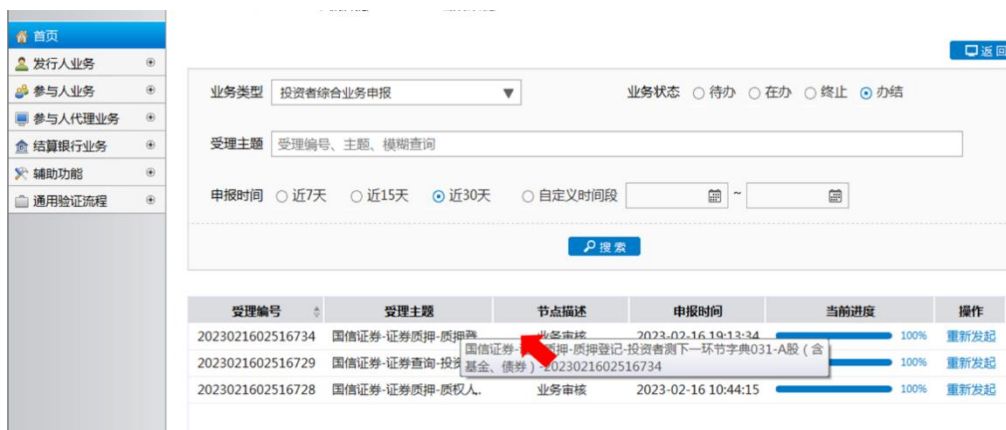 首页
发行人业务
参与人业务
参与人代理业务
结算银行业务
辅助功能
通用验证流程
返回
业务类型 投资者综合业务申报 业务状态 待办 在办 终止 办结
受理主题 受理编号、主题、模糊查询
申报时间 近7天 近15天 近30天 自定义时间段 ~
搜索
受理编号 受理主题 节点描述 申报时间 当前进度 操作
2023021602516734 国信证券-证券质押-质押登 业务审核 2023-02-16 19:13:34 100% 重新发起
国信证券-证券质押-质押登记-投资者测下一环节字典031-A股(含
基金、债券)-2023021602516734
2023021602516729 国信证券-证券查询-投资 100% 重新发起
2023021602516728 国信证券-证券质押-质权人.. 业务审核 2023-02-16 10:44:15 100% 重新发起